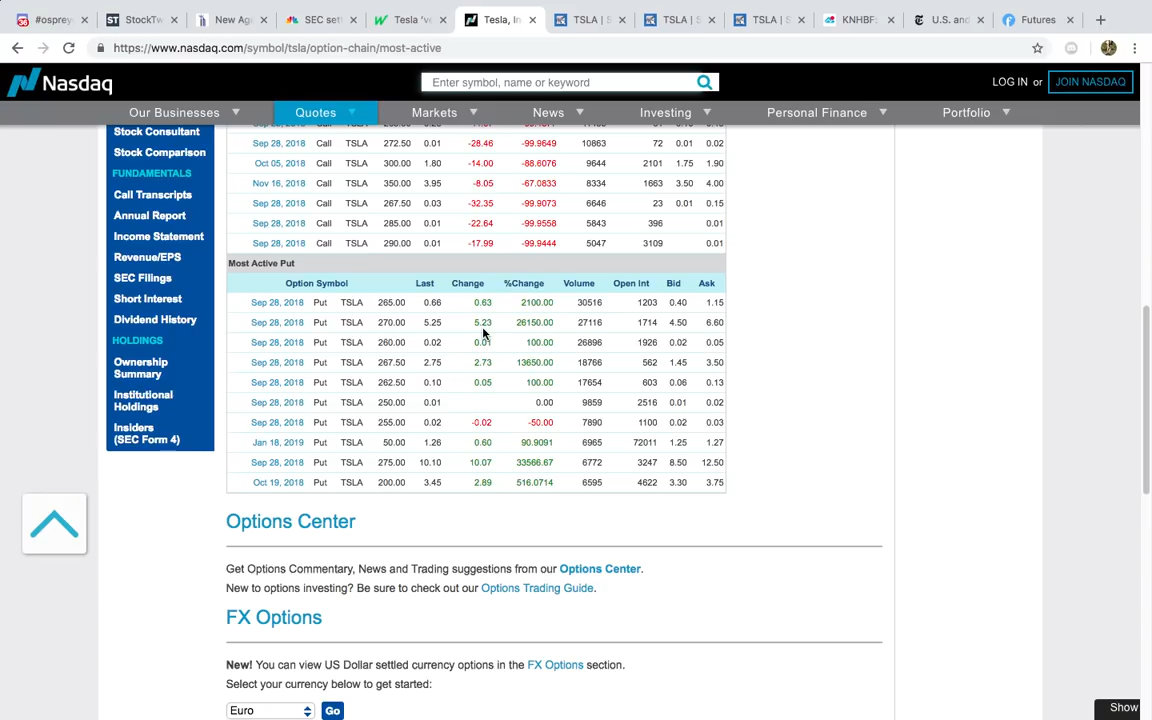 #osprey
StockTw
New Age
SEC set
Tesla 've
Tesla, In
TSLA | S
TSLA | S
TSLA | S
KNHBF:
U.S. and
Futures
https://www.nasdaq.com/symbol/tsla/option-chain/most-active
Nasdaq
Enter symbol, name or keyword
LOG IN or JOIN NASDAQ
Our Businesses Quotes Markets News Investing Personal Finance Portfolio
Stock Consultant
Stock Comparison
FUNDAMENTALS
Call Transcripts
Annual Report
Income Statement
Revenue/EPS
SEC Filings
Short Interest
Dividend History
HOLDINGS
Ownership
Summary
Institutional
Holdings
Insiders
(SEC Form 4)
Sep 28, 2018 Call TSLA 272.50 0.01 -28.46 -99.9649 10863 72 0.01 0.02
Oct 05, 2018 Call TSLA 300.00 1.80 -14.00 -88.6076 9644 2101 1.75 1.90
Nov 16, 2018 Call TSLA 350.00 3.95 -8.05 -67.0833 8334 1663 3.50 4.00
Sep 28, 2018 Call TSLA 267.50 0.03 -32.35 -99.9073 6646 23 0.01 0.15
Sep 28, 2018 Call TSLA 285.00 0.01 -22.64 -99.9558 5843 396 0.01
Sep 28, 2018 Call TSLA 290.00 0.01 -17.99 -99.9444 5047 3109 0.01
Most Active Put
Option Symbol Last Change %Change Volume Open Int Bid Ask
Sep 28, 2018 Put TSLA 265.00 0.66 0.63 2100.00 30516 1203 0.40 1.15
Sep 28, 2018 Put TSLA 270.00 5.25 5.23 26150.00 27116 1714 4.50 6.60
Sep 28, 2018 Put TSLA 260.00 0.02 0.01 100.00 26896 1926 0.02 0.05
Sep 28, 2018 Put TSLA 267.50 2.75 2.73 13650.00 18766 562 1.45 3.50
Sep 28, 2018 Put TSLA 262.50 0.10 0.05 100.00 17654 603 0.06 0.13
Sep 28, 2018 Put TSLA 250.00 0.01 0.00 9859 2516 0.01 0.02
Sep 28, 2018 Put TSLA 255.00 0.02 -0.02 -50.00 7890 1100 0.02 0.03
Jan 18, 2019 Put TSLA 50.00 1.26 0.60 90.9091 6965 72011 1.25 1.27
Sep 28, 2018 Put TSLA 275.00 10.10 10.07 33566.67 6772 3247 8.50 12.50
Oct 19, 2018 Put TSLA 200.00 3.45 2.89 516.0714 6595 4622 3.30 3.75
Options Center
Get Options Commentary, News and Trading suggestions from our Options Center.
New to options investing? Be sure to check out our Options Trading Guide.
FX Options
New! You can view US Dollar settled currency options in the FX Options section.
Select your currency below to get started:
Euro Go
Show